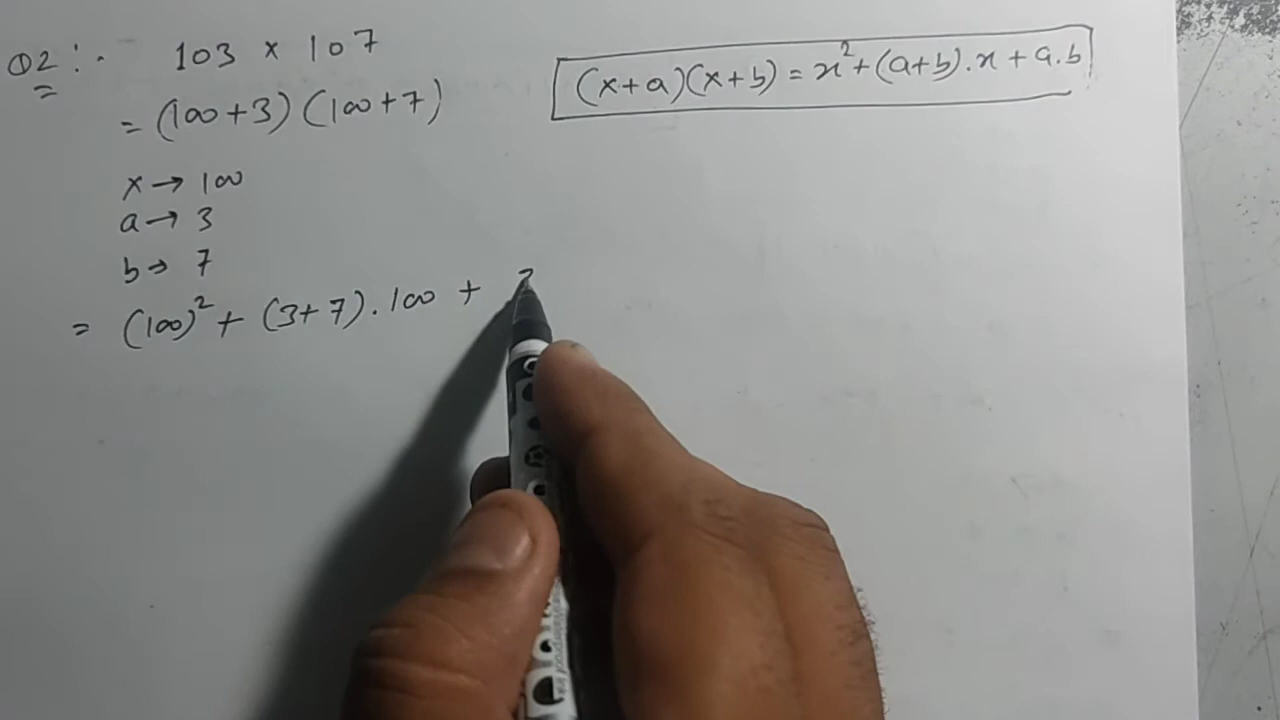 Q2:- 103 × 107
= (100+3) (100+7)
(x+a)(x+b) = x²+(a+b).x + a.b
x → 100
a → 3
b → 7
= (100)² + (3+7).100 +